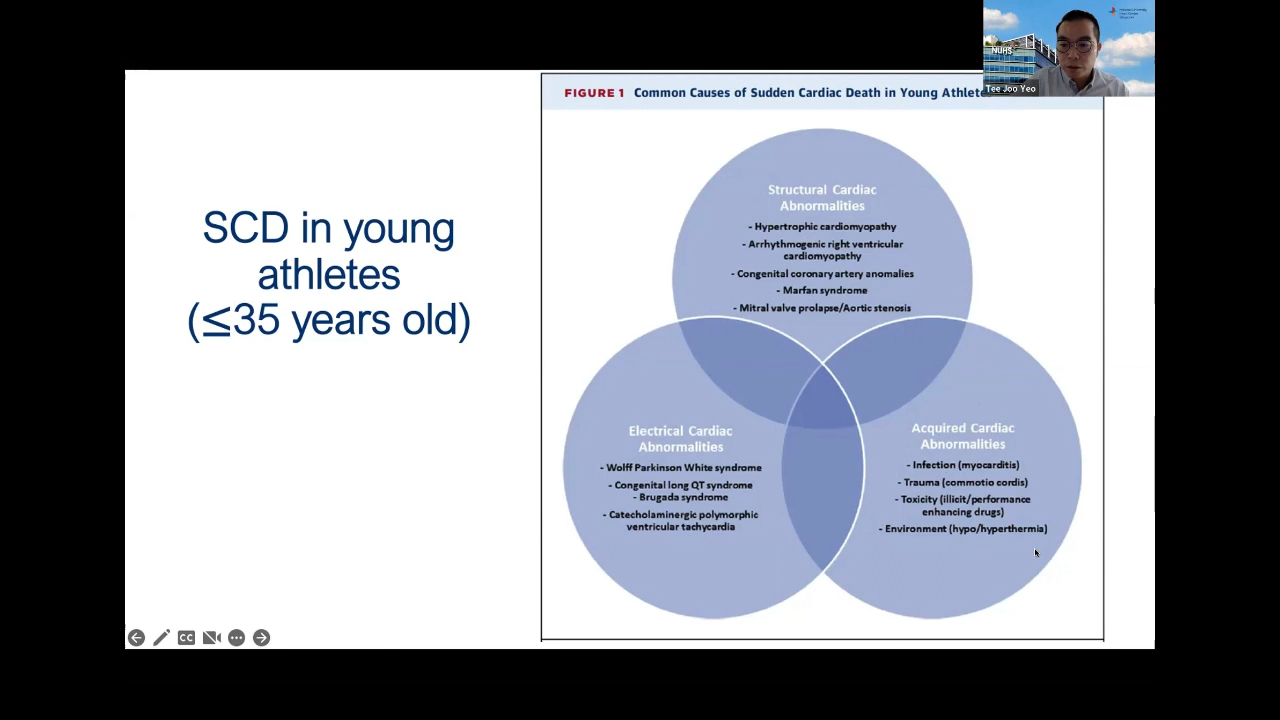 SCD in young
athletes
(≤35 years old)
FIGURE 1 Common Causes of Sudden Cardiac Death in Young
Structural Cardiac
Abnormalities
- Hypertrophic cardiomyopathy
- Arrhythmogenic right ventricular
cardiomyopathy
- Congenital coronary artery anomalies
- Marfan syndrome
- Mitral valve prolapse/Aortic stenosis
Electrical Cardiac
Abnormalities
- Wolff Parkinson White syndrome
- Congenital long QT syndrome
- Brugada syndrome
- Catecholaminergic polymorphic
ventricular tachycardia
Acquired Cardiac
Abnormalities
- Infection (myocarditis)
- Trauma (commotio cordis)
- Toxicity (illicit/performance
enhancing drugs)
- Environment (hypo/hyperthermia)
NUHS
Tee Joo Yeo
CC